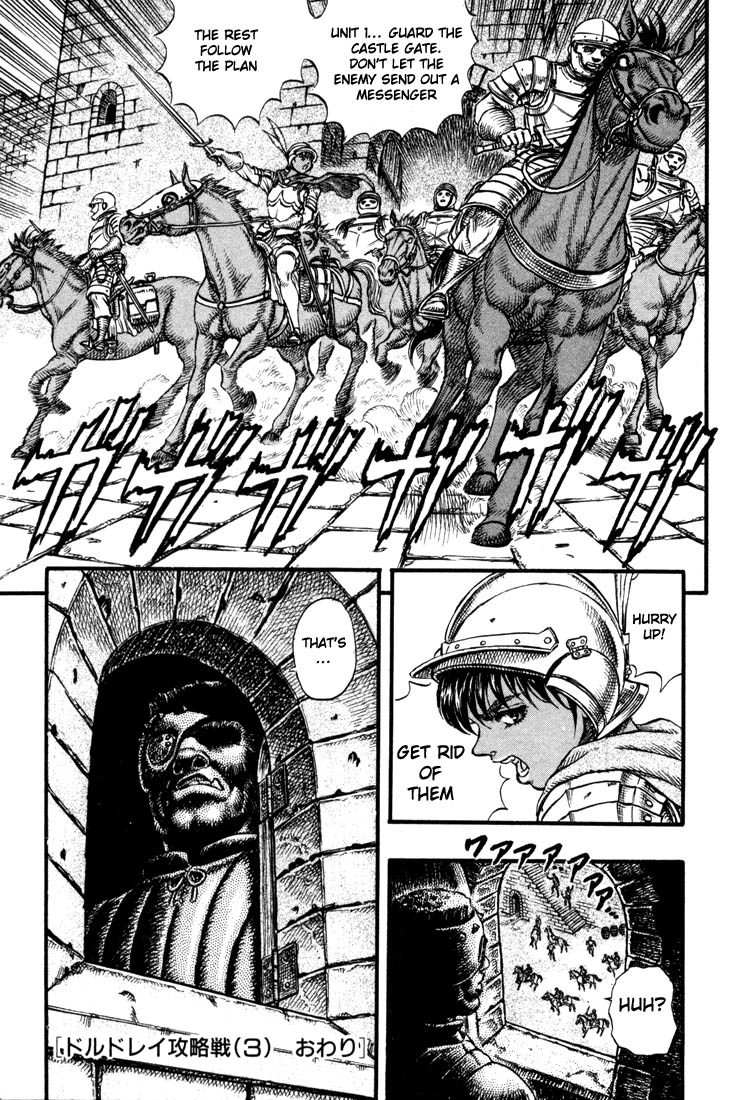 UNIT 1... GUARD THE
CASTLE GATE.
DON'T LET THE
ENEMY SEND OUT A
MESSENGER
THE REST
FOLLOW
THE PLAN
ガガガガガガ
HURRY
UP!
GET RID
OF
THEM
ワァァァァァァ…
HUH?
THAT'S
...
[ドルドレイ攻略戦(3) おわり]